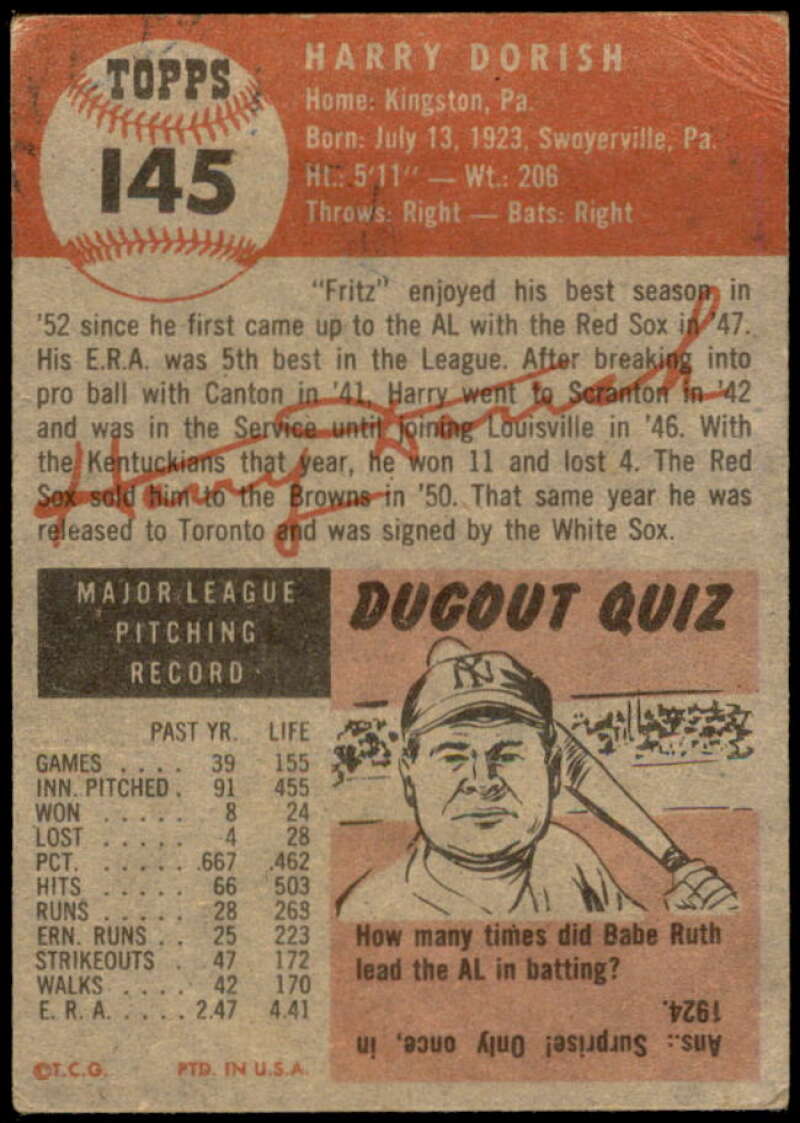 TOPPS
145
HARRY DORISH
Home: Kingston, Pa.
Born: July 13, 1923, Swoyerville, Pa.
Ht.: 5'11" — Wt.: 206
Throws: Right — Bats: Right
"Fritz" enjoyed his best season in
'52 since he first came up to the AL with the Red Sox in '47.
His E.R.A. was 5th best in the League. After breaking into
pro ball with Canton in '41, Harry went to Scranton in '42
and was in the Service until joining Louisville in '46. With
the Kentuckians that year, he won 11 and lost 4. The Red
Sox sold him to the Browns in '50. That same year he was
released to Toronto and was signed by the White Sox.
Harry Dorish
MAJOR LEAGUE
PITCHING
RECORD
PAST YR. LIFE
GAMES . . . . 39 155
INN. PITCHED . 91 455
WON . . . . . 8 24
LOST . . . . . 4 28
PCT. . . . . . .667 .462
HITS . . . . . 66 503
RUNS . . . . . 28 263
ERN. RUNS . . 25 223
STRIKEOUTS . 47 172
WALKS . . . . 42 170
E. R. A. . . . . 2.47 4.41
©T.C.G. PTD. IN U.S.A.
DUGOUT QUIZ
NY
How many times did Babe Ruth
lead the AL in batting?
Ans.: Surprise! Only once, in
1924.